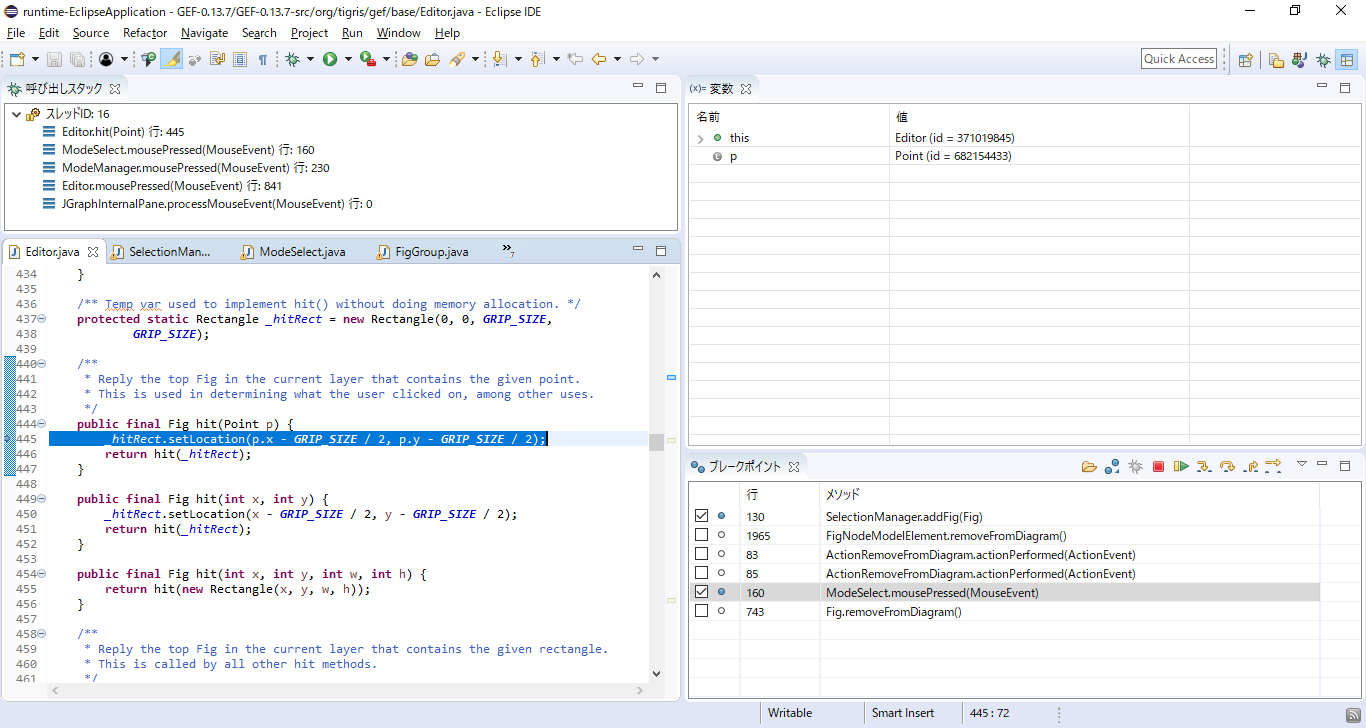 runtime-EclipseApplication - GEF-0.13.7/GEF-0.13.7-src/org/tigris/gef/base/Editor.java - Eclipse IDE
File Edit Source Refactor Navigate Search Project Run Window Help
Quick Access
呼び出しスタック
スレッドID: 16
Editor.hit(Point) 行: 445
ModeSelect.mousePressed(MouseEvent) 行: 160
ModeManager.mousePressed(MouseEvent) 行: 230
Editor.mousePressed(MouseEvent) 行: 841
JGraphInternalPane.processMouseEvent(MouseEvent) 行: 0
(x)= 変数
名前 値
this Editor (id = 371019845)
p Point (id = 682154433)
Editor.java SelectionMan... ModeSelect.java FigGroup.java »7
434 }
435
436 /** Temp var used to implement hit() without doing memory allocation. */
437 protected static Rectangle _hitRect = new Rectangle(0, 0, GRIP_SIZE,
438 GRIP_SIZE);
439
440 /**
441 * Reply the top Fig in the current layer that contains the given point.
442 * This is used in determining what the user clicked on, among other uses.
443 */
444 public final Fig hit(Point p) {
445 _hitRect.setLocation(p.x - GRIP_SIZE / 2, p.y - GRIP_SIZE / 2);
446 return hit(_hitRect);
447 }
448
449 public final Fig hit(int x, int y) {
450 _hitRect.setLocation(x - GRIP_SIZE / 2, y - GRIP_SIZE / 2);
451 return hit(_hitRect);
452 }
453
454 public final Fig hit(int x, int y, int w, int h) {
455 return hit(new Rectangle(x, y, w, h));
456 }
457
458 /**
459 * Reply the top Fig in the current layer that contains the given rectangle.
460 * This is called by all other hit methods.
461 */
ブレークポイント
行 メソッド
130 SelectionManager.addFig(Fig)
1965 FigNodeModelElement.removeFromDiagram()
83 ActionRemoveFromDiagram.actionPerformed(ActionEvent)
85 ActionRemoveFromDiagram.actionPerformed(ActionEvent)
160 ModeSelect.mousePressed(MouseEvent)
743 Fig.removeFromDiagram()
Writable Smart Insert 445 : 72